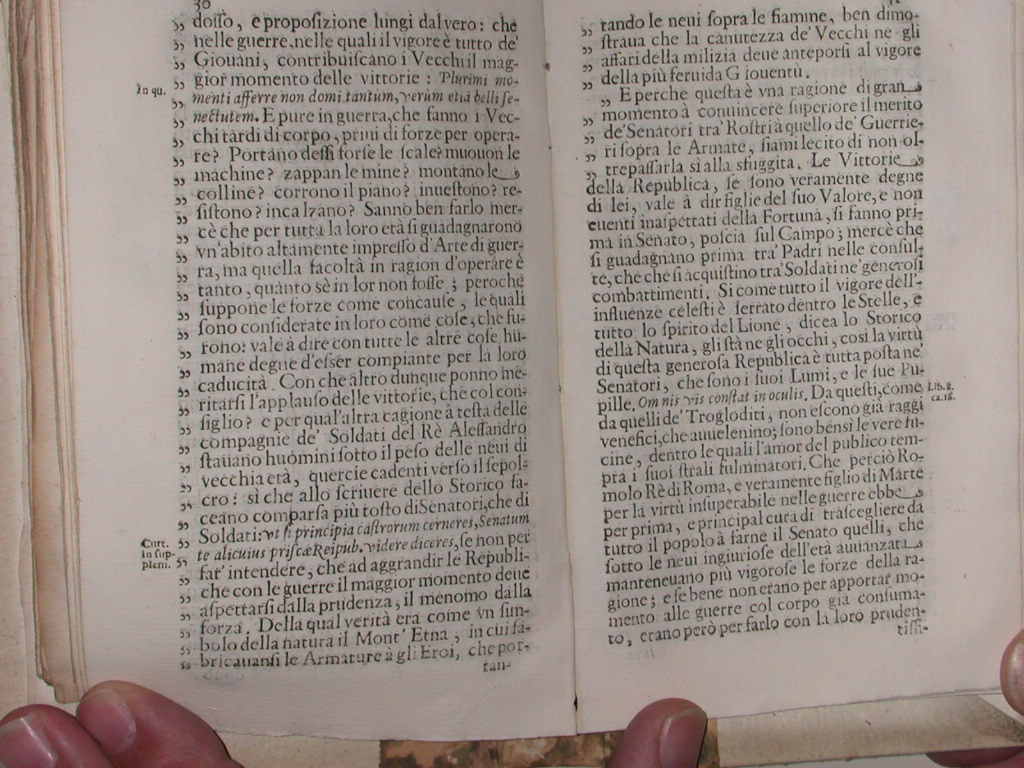 30
„ dosso, e proposizione lungi dal vero: che
„ nelle guerre, nelle quali il vigore è tutto de'
„ Giouani, contribuiscano i Vecchi il mag-
„ gior momento delle vittorie: Plurimi mo-
In qu.
„ menti afferre non domi tantum, verùm etiã belli se-
„ nectutem. E pure in guerra, che fanno i Vec-
„ chi tardi di corpo, priui di forze per opera-
„ re? Portano dessi forse le scale? muouon le
„ machine? zappan le mine? montano le
„ colline? corrono il piano? inuestono? re-
„ sistono? incalzano? Sanno ben farlo mer-
„ cè che per tutta la loro età si guadagnarono
„ vn'abito altamente impresso d'Arte di guer-
„ ra, ma quella facoltà in ragion d'operare è
„ tanto, quanto sè in lor non fosse; peroche
„ suppone le forze come concause, le quali
„ sono considerate in loro come cose, che fu-
„ rono: vale à dire con tutte le altre cose hu-
„ mane degne d'esser compiante per la loro
„ caducità. Con che altro dunque ponno me-
„ ritarsi l'applauso delle vittorie, che col con-
„ siglio? e per qual'altra cagione à testa delle
„ compagnie de' Soldati del Rè Alessandro
„ stauano huomini sotto il peso delle neui di
„ vecchia età, quercie cadenti verso il sepol-
„ cro: sì che allo scriuere dello Storico fa-
„ ceano comparsa più tosto di Senatori, che di
„ Soldati: vt si principia castrorum cerneres, Senatum
Curt.
in sup-
plem.
„ te alicuius priscæ Reipub. videre diceres, se non per
„ far' intendere, che ad aggrandir le Republi-
„ che con le guerre il maggior momento deue
„ aspettarsi dalla prudenza, il menomo dalla
„ forza. Della qual verità era come vn sim-
„ bolo della natura il Mont' Etna, in cui fa-
„ bricauansi le Armature à gli Eroi, che por-
tan-
„ tando le neui sopra le fiamme, ben dimo-
„ straua che la canutezza de' Vecchi ne gli
„ affari della milizia deue anteporsi al vigore
„ della più feruida Giouentù.
„ E perche questa è vna ragione di gran
„ momento à conuincere superiore il merito
„ de' Senatori tra' Rostri à quello de' Guerrie-
„ ri sopra le Armate, siami lecito di non ol-
„ trepassarla sì alla sfuggita. Le Vittorie
della Republica, se sono veramente degne
di lei, vale à dir figlie del suo Valore, e non
euenti inaspettati della Fortuna, si fanno pri-
ma in Senato, poscia sul Campo; mercè che
si guadagnano prima tra' Padri nelle consul-
te, che che si acquistino tra' Soldati ne' generosi
combattimenti. Si come tutto il vigore dell'
influenze celesti è serrato dentro le Stelle, e
tutto lo spirito del Lione, dicea lo Storico
della Natura, gli stà ne gli occhi, così la virtù
di questa generosa Republica è tutta posta ne'
Senatori, che sono i suoi Lumi, e le sue Pu-
pille. Omnis vis constat in oculis. Da questi, come
Lib. 8.
ca. 16.
da quelli de' Trogloditi, non escono già raggi
venefici, che auuelenino; sono bensì le vere fu-
cine, dentro le quali l'amor del publico tem-
pra i suoi strali fulminatori. Che perciò Ro-
molo Rè di Roma, e veramente figlio di Marte
per la virtù insuperabile nelle guerre ebbe
per prima, e principal cura di trascegliere da
tutto il popolo à farne il Senato quelli, che
sotto le neui ingiuriose dell'età auuanzata
manteneuano più vigorose le forze della ra-
gione; e se bene non erano per apportar mo-
mento alle guerre col corpo già consuma-
to, erano però per farlo con la loro pruden-
tissi-